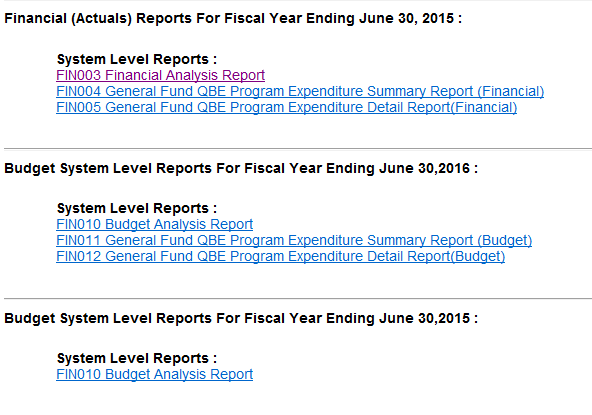 Financial (Actuals) Reports For Fiscal Year Ending June 30, 2015 :
System Level Reports :
FIN003 Financial Analysis Report
FIN004 General Fund QBE Program Expenditure Summary Report (Financial)
FIN005 General Fund QBE Program Expenditure Detail Report(Financial)
Budget System Level Reports For Fiscal Year Ending June 30,2016 :
System Level Reports :
FIN010 Budget Analysis Report
FIN011 General Fund QBE Program Expenditure Summary Report (Budget)
FIN012 General Fund QBE Program Expenditure Detail Report(Budget)
Budget System Level Reports For Fiscal Year Ending June 30,2015 :
System Level Reports :
FIN010 Budget Analysis Report